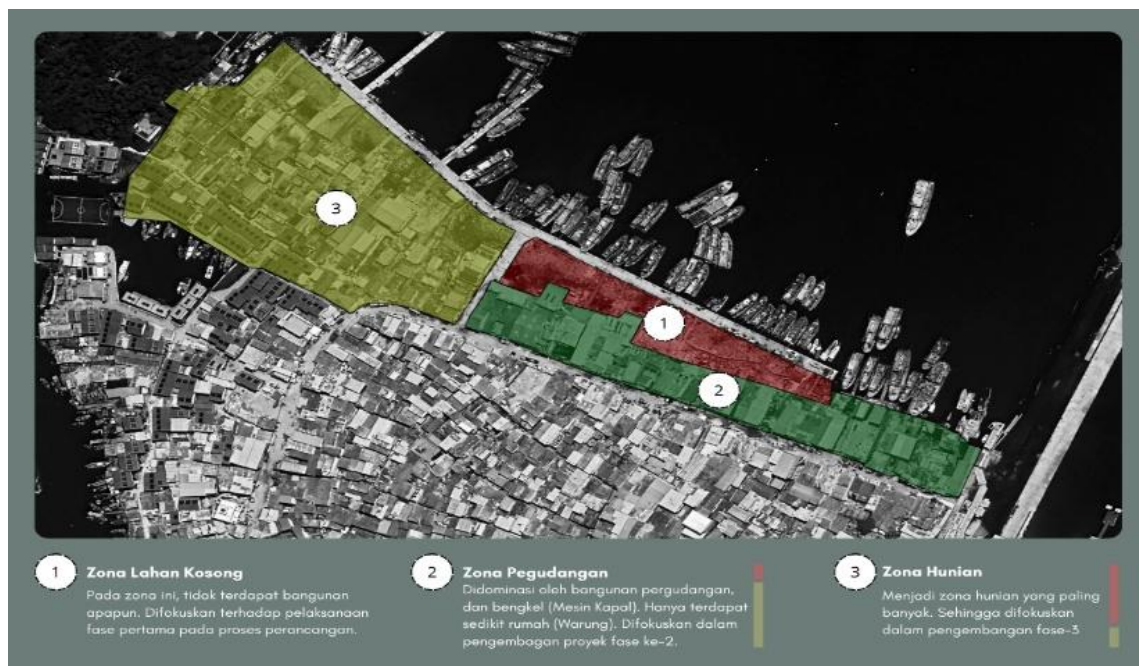 3
1
2
1 Zona Lahan Kosong
Pada zona ini, tidak terdapat bangunan
apapun. Difokuskan terhadap pelaksanaan
fase pertama pada proses perancangan.
2 Zona Pegudangan
Didominasi oleh bangunan pergudangan,
dan bengkel (Mesin Kapal). Hanya terdapat
sedikit rumah (Warung). Difokuskan dalam
pengembagan proyek fase ke-2.
3 Zona Hunian
Menjadi zona hunian yang paling
banyak. Sehingga difokuskan
dalam pengembangan fase-3